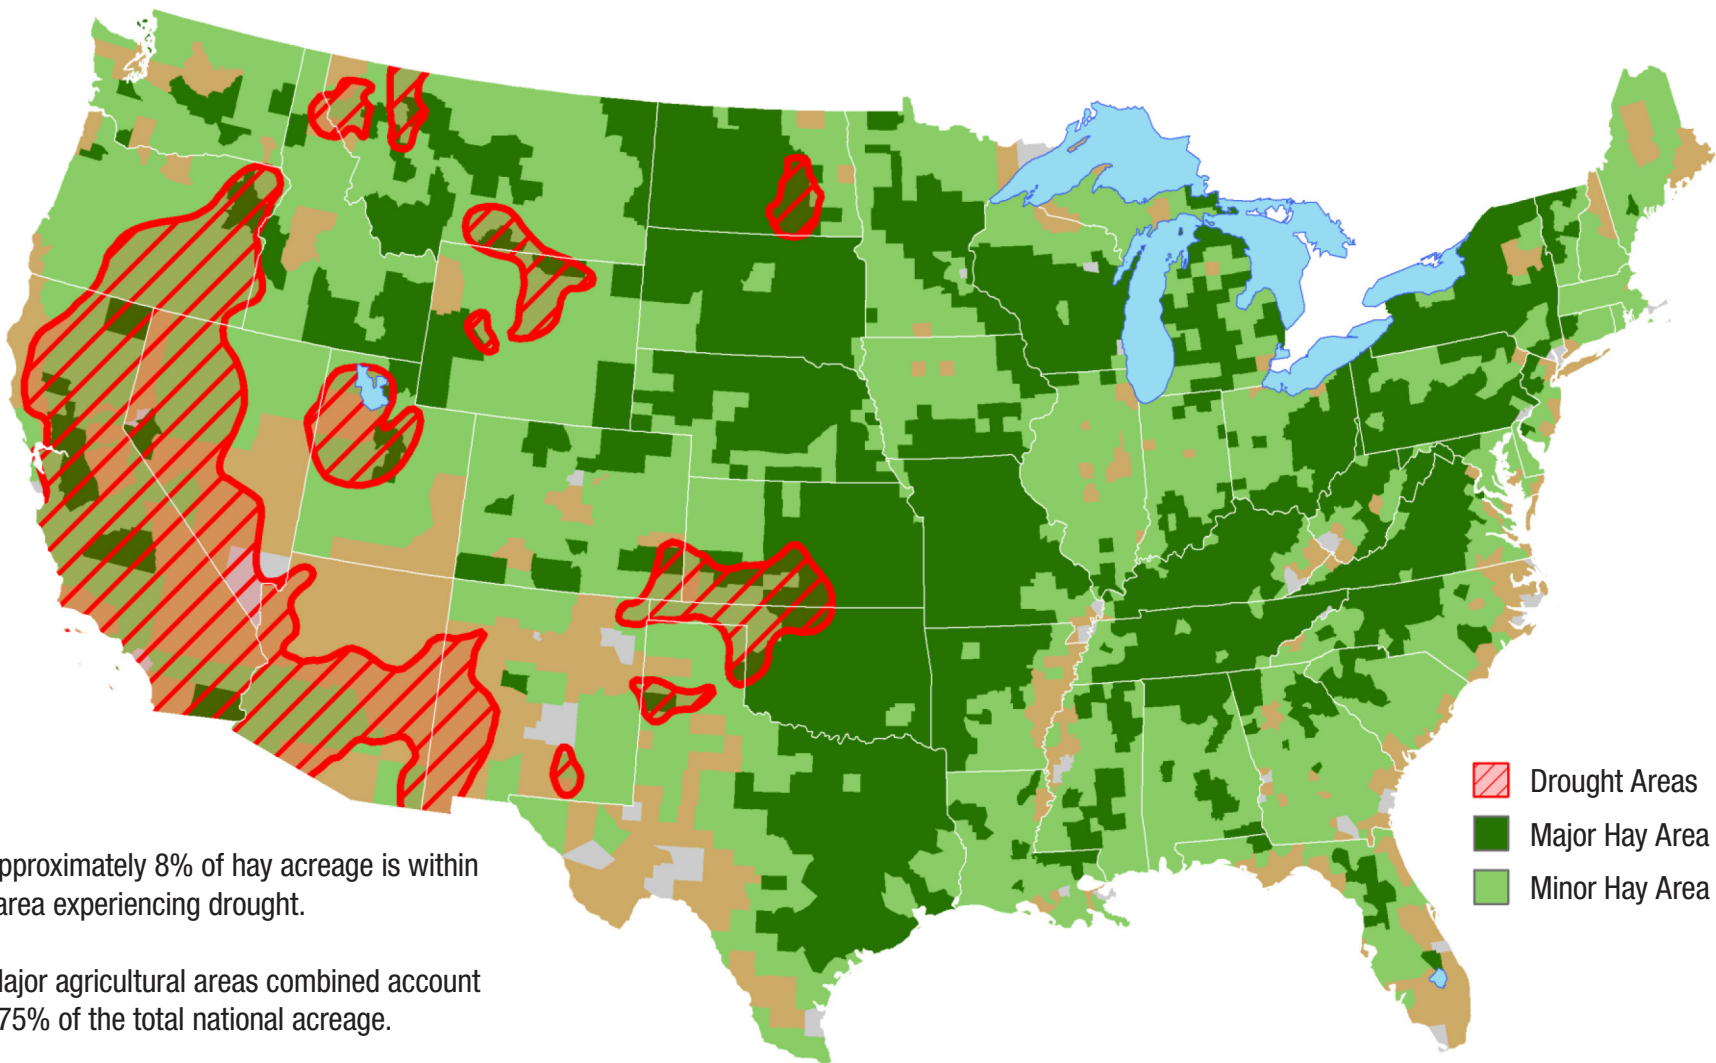 pproximately 8% of hay acreage is within
area experiencing drought.
ajor agricultural areas combined account
75% of the total national acreage.
Drought Areas
Major Hay Area
Minor Hay Area